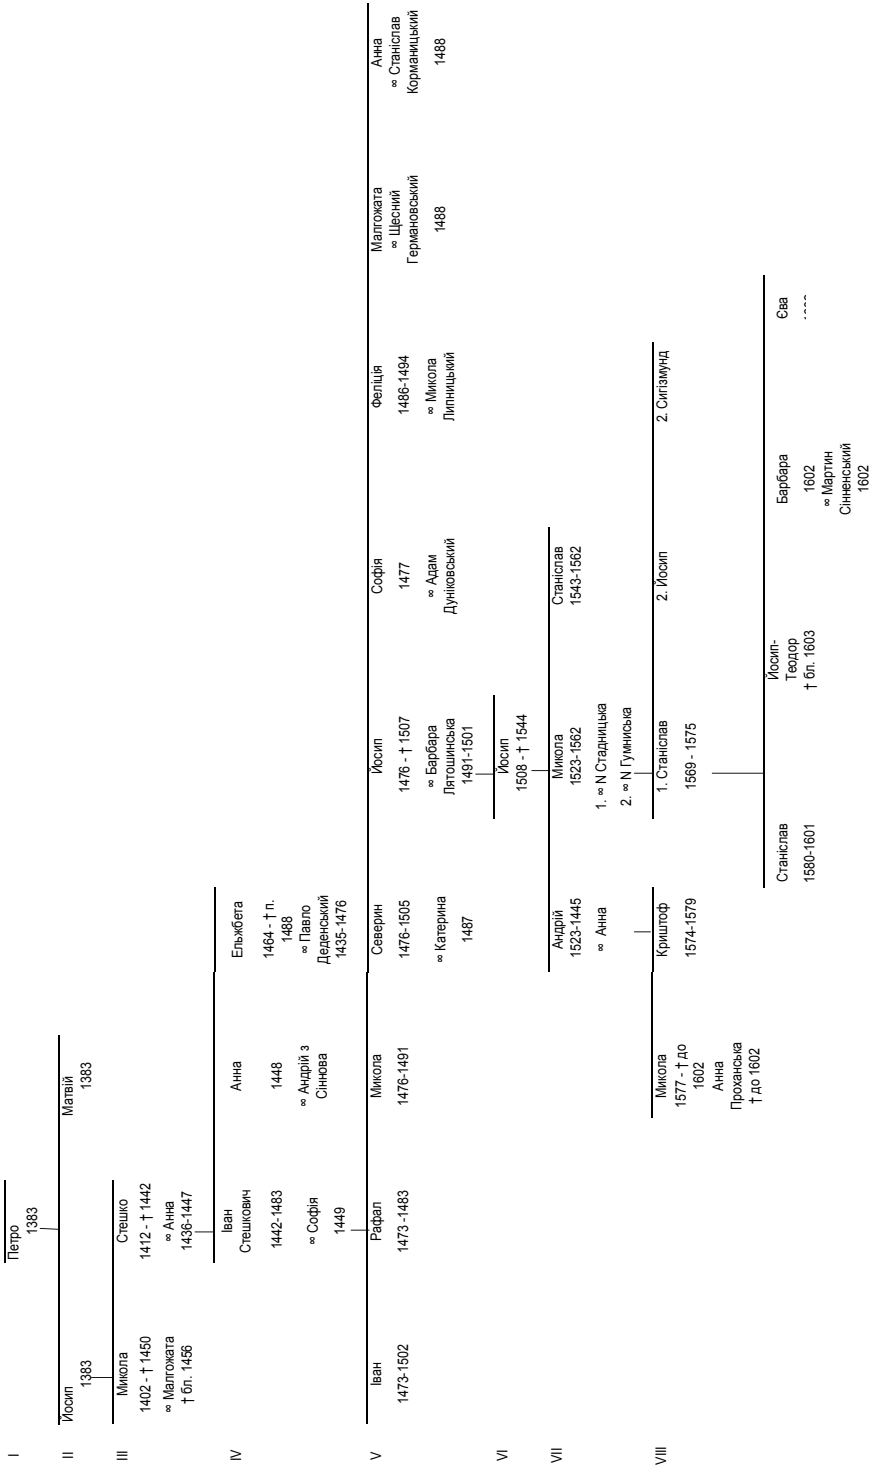 I
Петро
1383
II
Йосип
1383
Матвій
1383
III
Микола
1402 - † 1450
∞ Малгожата
† бл. 1456
Стешко
1412 - † 1442
∞ Анна
1436-1447
IV
Іван
Стешкович
1442-1483
∞ Софія
1449
Анна
1448
∞ Андрій з
Сіннова
Ельжбета
1464 - † п.
1488
∞ Павло
Деденський
1435-1476
V
Іван
1473-1502
Рафал
1473 -1483
Микола
1476-1491
Северин
1476-1505
∞ Катерина
1487
Йосип
1476 - † 1507
∞ Барбара
Лятошинська
1491-1501
Софія
1477
∞ Адам
Дуніковський
Феліція
1486-1494
∞ Микола
Липницький
Малгожата
∞ Щесний
Германовський
1488
Анна
∞ Станіслав
Корманицький
1488
VI
Йосип
1508 - † 1544
VII
Андрій
1523-1445
∞ Анна
Микола
1523-1562
1. ∞ N Стадницька
2. ∞ N Гумниська
Станіслав
1543-1562
VIII
Микола
1577 - † до
1602
Анна
Проханська
† до 1602
Криштоф
1574-1579
1. Станіслав
1569 - 1575
2. Йосип
2. Сигізмунд
Станіслав
1580-1601
Йосип-
Теодор
† бл. 1603
Барбара
1602
∞ Мартин
Сінненський
1602
Єва